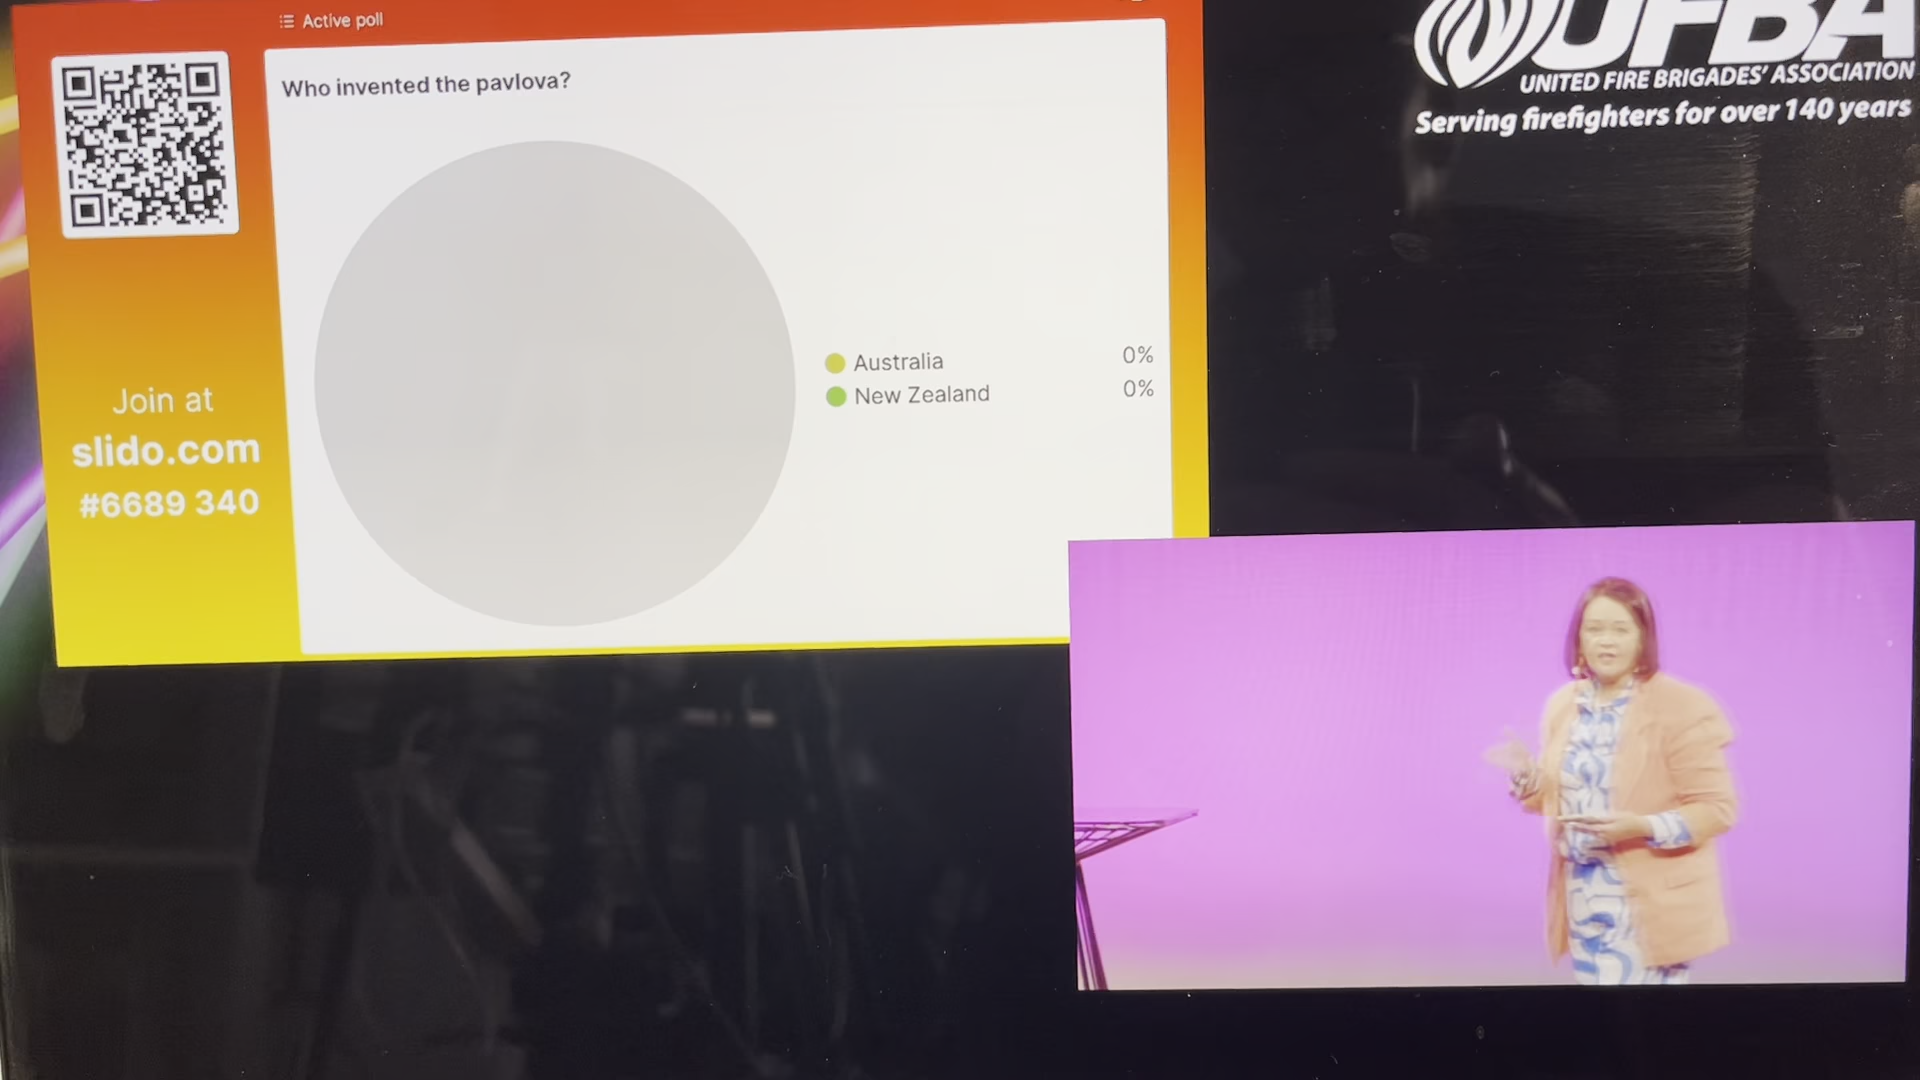 Active poll
Who invented the pavlova?
Australia 0%
New Zealand 0%
Join at
slido.com
#6689 340
UFBA
UNITED FIRE BRIGADES' ASSOCIATION
Serving firefighters for over 140 years